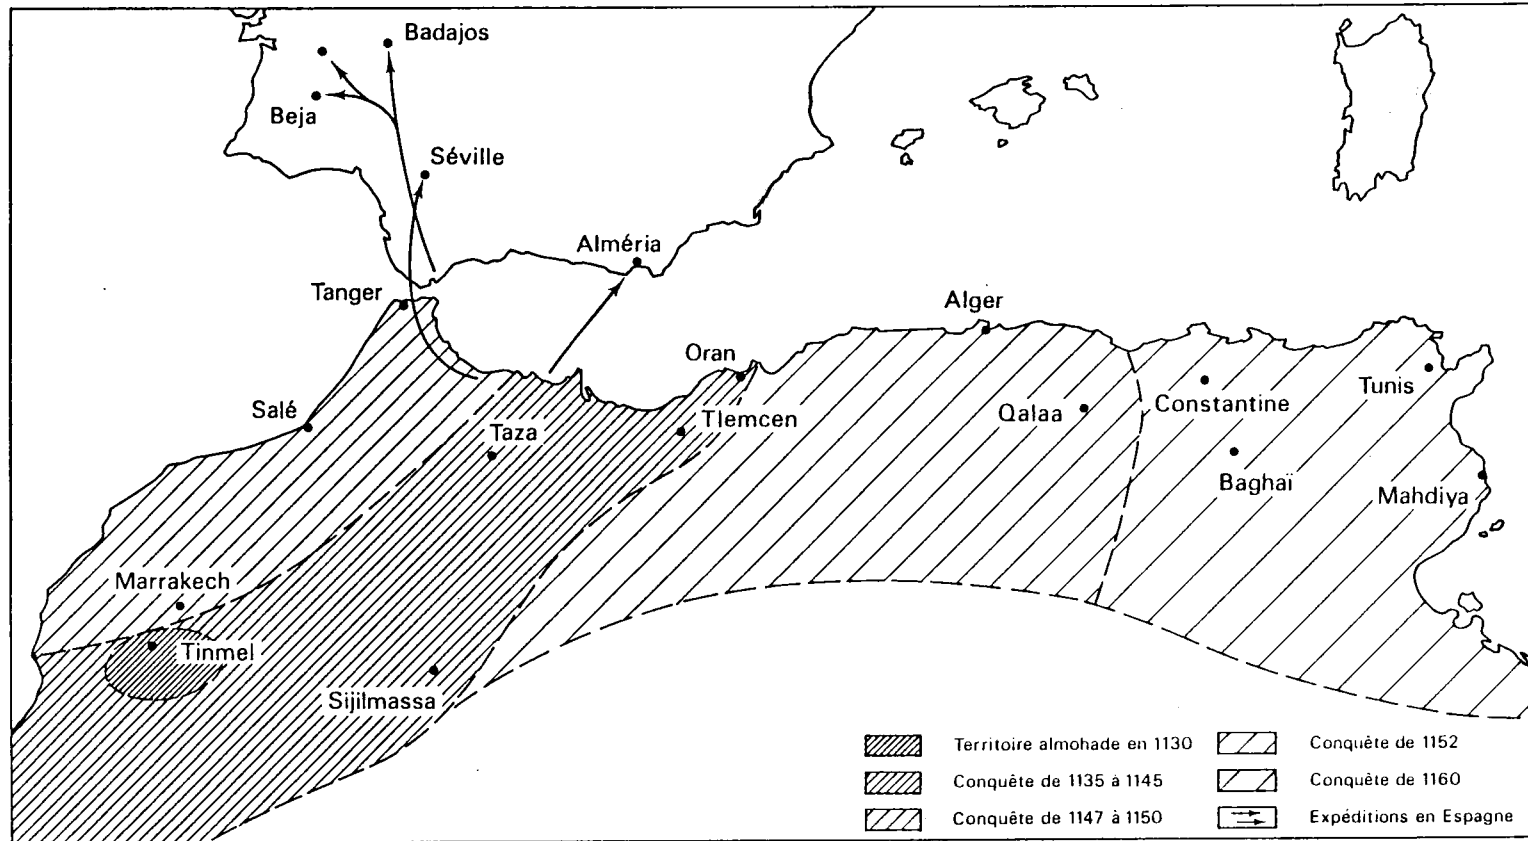 Badajos
Beja
Séville
Alméria
Tanger
Alger
Oran
Salé
Taza
Tlemcen
Qalaa
Constantine
Tunis
Baghaï
Mahdiya
Marrakech
Tinmel
Sijilmassa
Territoire almohade en 1130
Conquête de 1135 à 1145
Conquête de 1147 à 1150
Conquête de 1152
Conquête de 1160
Expéditions en Espagne